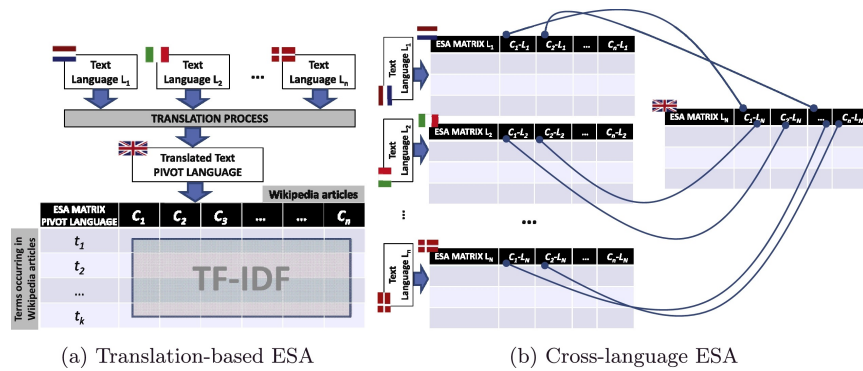 Text
Language L1
Text
Language L2
...
Text
Language Ln
TRANSLATION PROCESS
Translated Text
PIVOT LANGUAGE
Wikipedia articles
ESA MATRIX
PIVOT LANGUAGE
C1 C2 C3 ... ... Cn
Terms occurring in
Wikipedia articles
t1
t2
...
tk
TF-IDF
(a) Translation-based ESA
Text
Language L1
ESA MATRIX L1 C1-L1 C2-L1 ... Cn-L1
Text
Language L2
ESA MATRIX L2 C1-L2 C2-L2 ... Cn-L2
...
...
Text
Language Ln
ESA MATRIX LN C1-LN C2-LN ... Cn-LN
ESA MATRIX LN C1-LN C3-LN ... Cn-LN
(b) Cross-language ESA